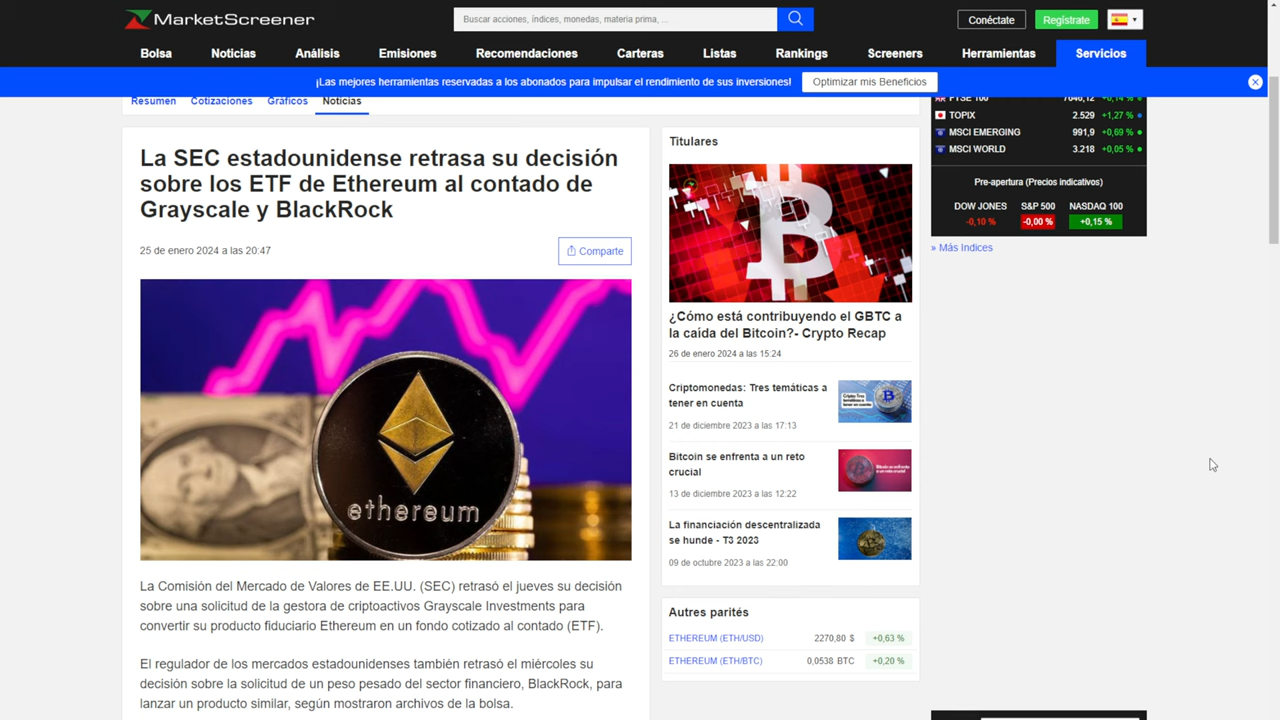 MarketScreener
Buscar acciones, índices, monedas, materia prima, ...
Conéctate
Regístrate
Bolsa Noticias Análisis Emisiones Recomendaciones Carteras Listas Rankings Screeners Herramientas Servicios
¡Las mejores herramientas reservadas a los abonados para impulsar el rendimiento de sus inversiones!
Optimizar mis Beneficios
Resumen Cotizaciones Gráficos Noticias
La SEC estadounidense retrasa su decisión
sobre los ETF de Ethereum al contado de
Grayscale y BlackRock
25 de enero 2024 a las 20:47
Comparte
ethereum
La Comisión del Mercado de Valores de EE.UU. (SEC) retrasó el jueves su decisión
sobre una solicitud de la gestora de criptoactivos Grayscale Investments para
convertir su producto fiduciario Ethereum en un fondo cotizado al contado (ETF).
El regulador de los mercados estadounidenses también retrasó el miércoles su
decisión sobre la solicitud de un peso pesado del sector financiero, BlackRock, para
lanzar un producto similar, según mostraron archivos de la bolsa.
Titulares
¿Cómo está contribuyendo el GBTC a
la caída del Bitcoin?- Crypto Recap
26 de enero 2024 a las 15:24
Criptomonedas: Tres temáticas a
tener en cuenta
21 de diciembre 2023 a las 17:13
Bitcoin se enfrenta a un reto
crucial
13 de diciembre 2023 a las 12:22
La financiación descentralizada
se hunde - T3 2023
09 de octubre 2023 a las 22:00
Autres parités
ETHEREUM (ETH/USD) 2270,80 $ +0,63 %
ETHEREUM (ETH/BTC) 0,0538 BTC +0,20 %
FTSE 100 7646,12 +0,14 %
TOPIX 2.529 +1,27 %
MSCI EMERGING 991,9 +0,69 %
MSCI WORLD 3.218 +0,05 %
Pre-apertura (Precios indicativos)
DOW JONES S&P 500 NASDAQ 100
-0,10 % -0,00 % +0,15 %
» Más Indices